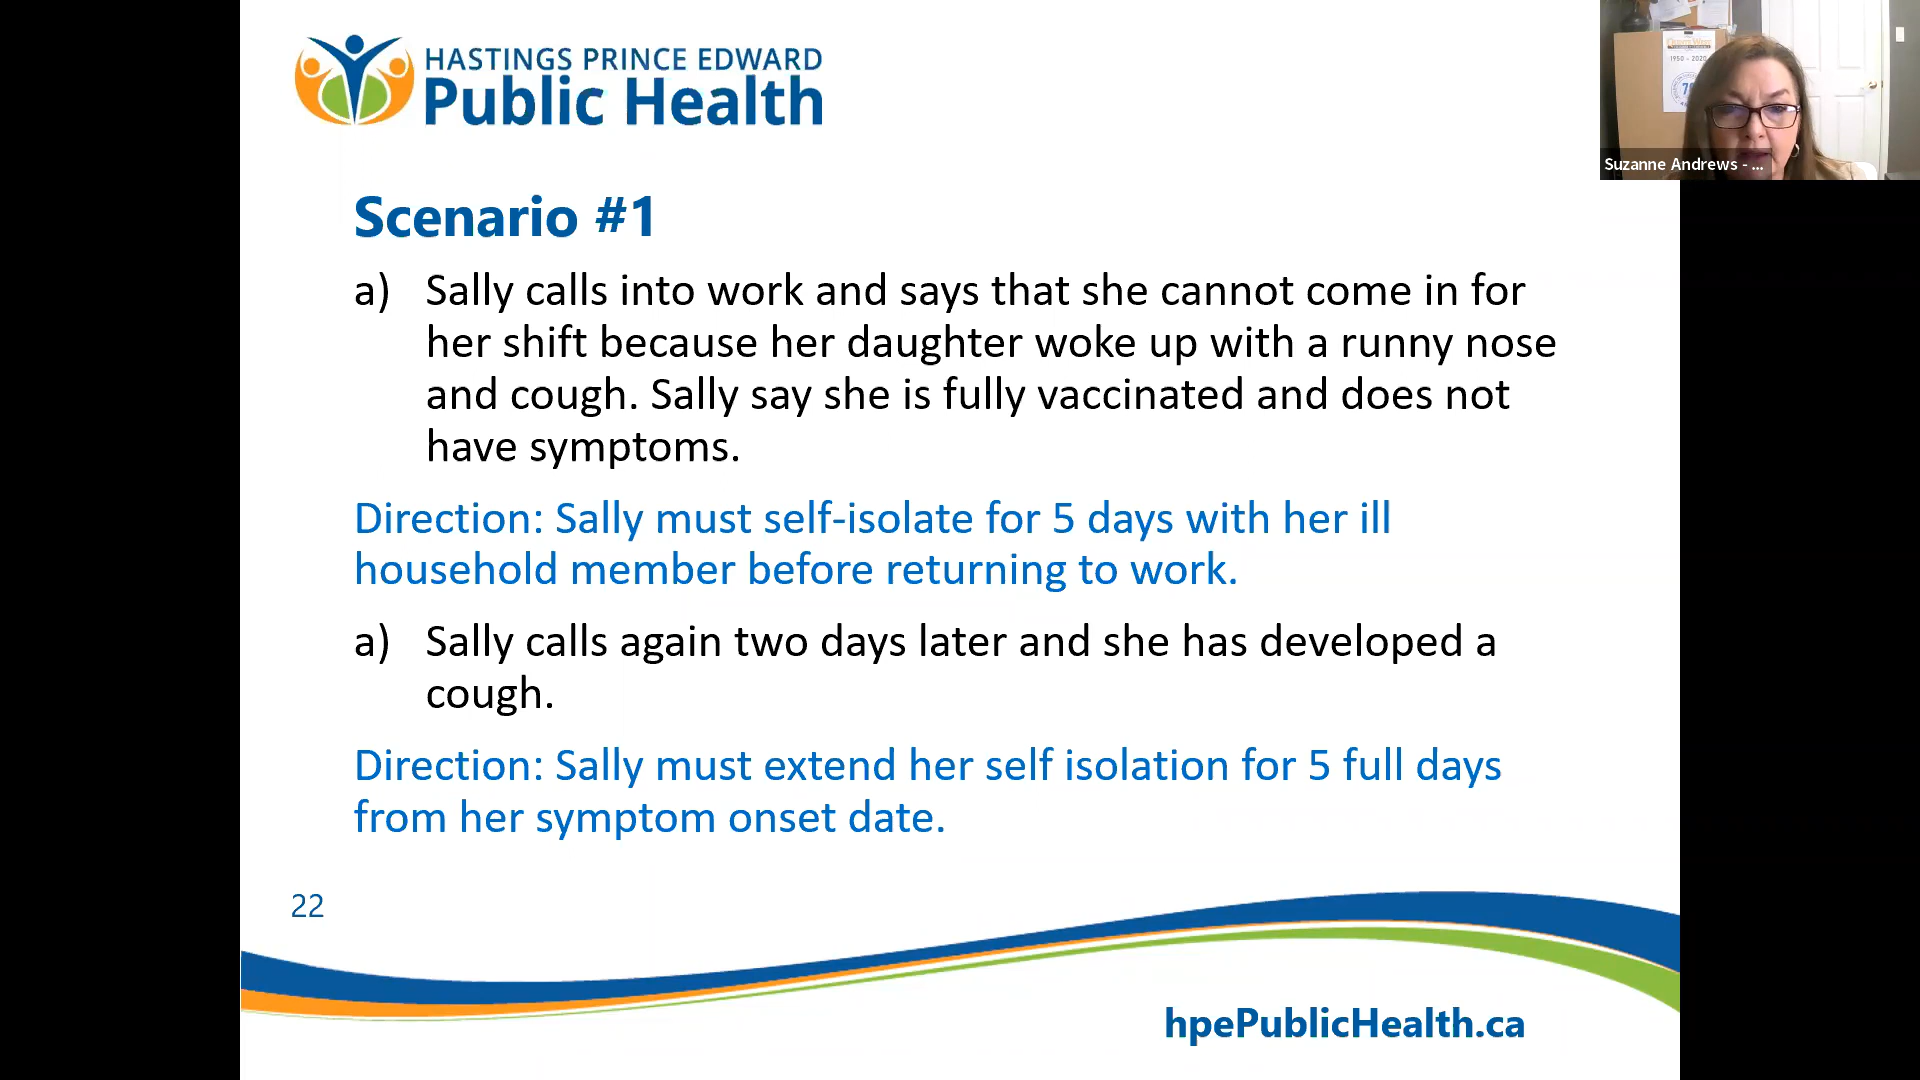 HASTINGS PRINCE EDWARD
Public Health
Suzanne Andrews - ...
1950 - 2020
Scenario #1
a) Sally calls into work and says that she cannot come in for
her shift because her daughter woke up with a runny nose
and cough. Sally say she is fully vaccinated and does not
have symptoms.
Direction: Sally must self-isolate for 5 days with her ill
household member before returning to work.
a) Sally calls again two days later and she has developed a
cough.
Direction: Sally must extend her self isolation for 5 full days
from her symptom onset date.
22
hpePublicHealth.ca